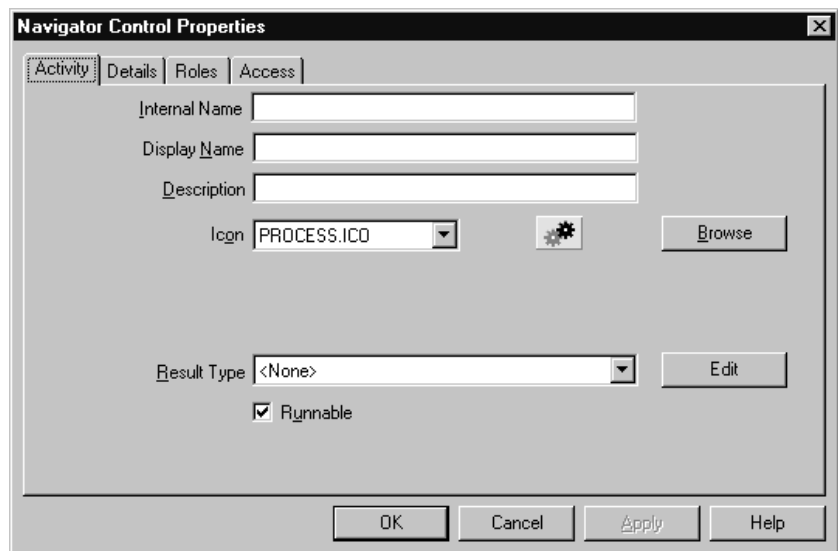 Navigator Control Properties
Activity Details Roles Access
Internal Name
Display Name
Description
Icon PROCESS.ICO Browse
Result Type <None> Edit
Runnable
OK Cancel Apply Help